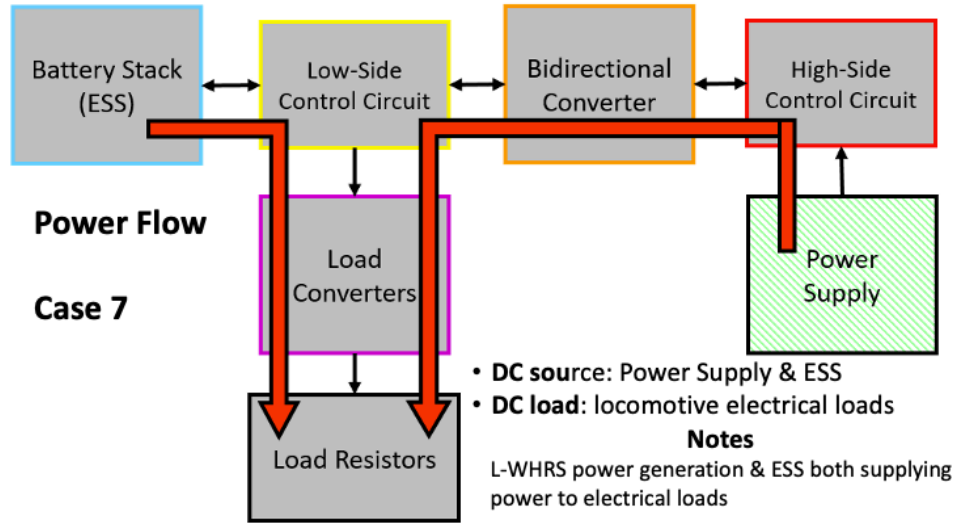 Battery Stack
(ESS)
Low-Side
Control Circuit
Bidirectional
Converter
High-Side
Control Circuit
Power Flow
Case 7
Load
Converters
Power
Supply
Load Resistors
• DC source: Power Supply & ESS
• DC load: locomotive electrical loads
Notes
L-WHRS power generation & ESS both supplying
power to electrical loads